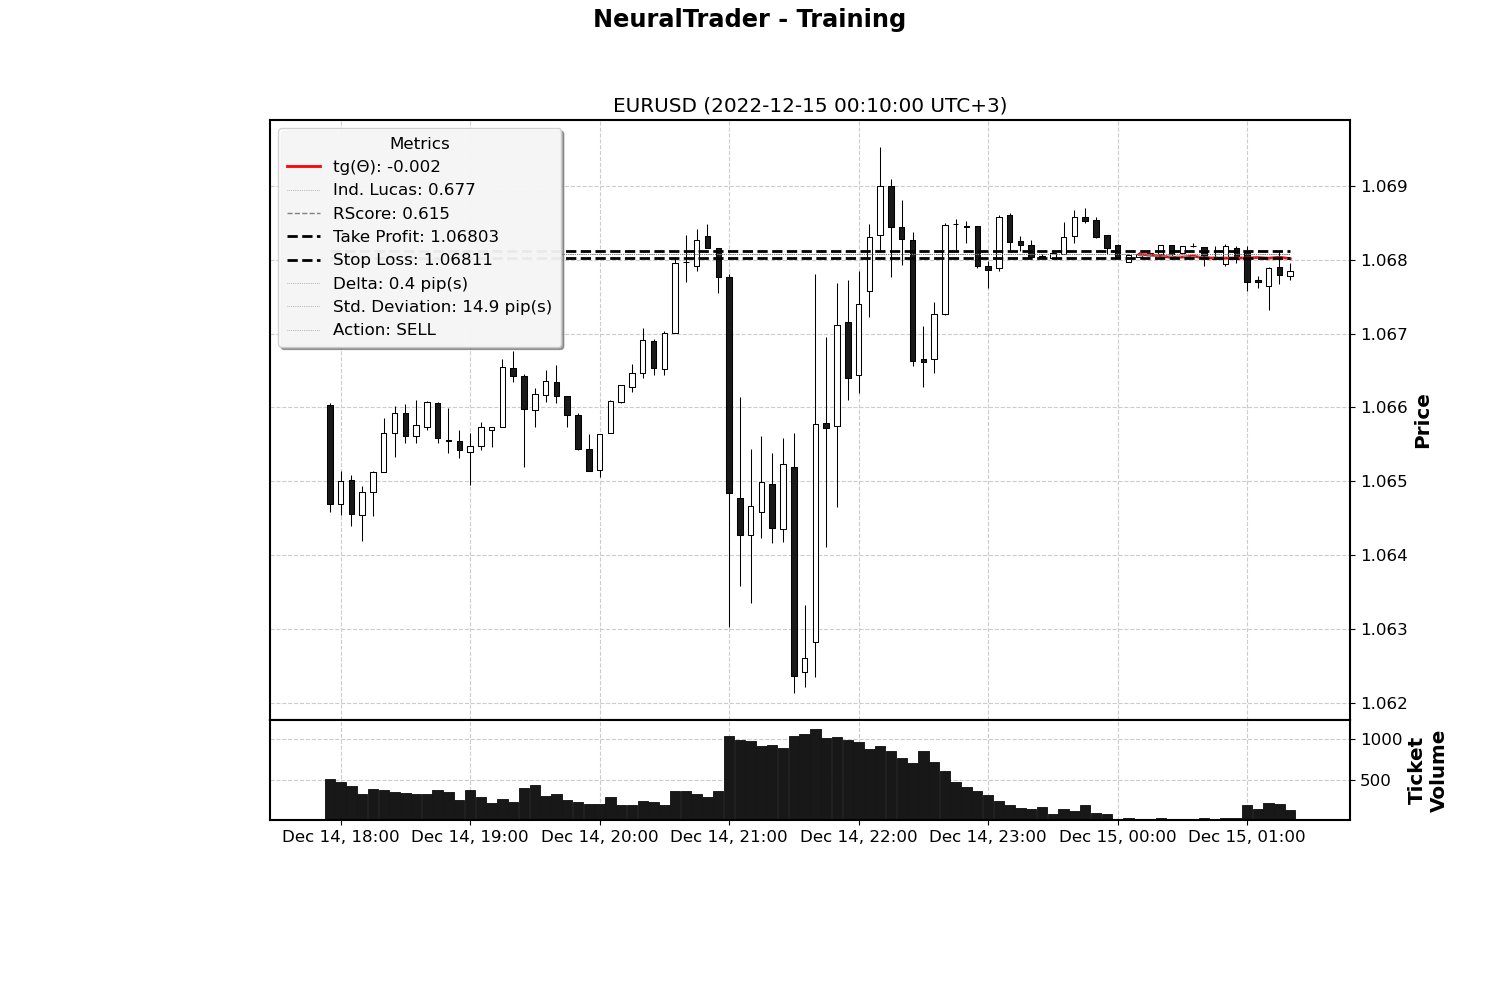 NeuralTrader - Training
EURUSD (2022-12-15 00:10:00 UTC+3)
Metrics
tg(Θ): -0.002
Ind. Lucas: 0.677
RScore: 0.615
Take Profit: 1.06803
Stop Loss: 1.06811
Delta: 0.4 pip(s)
Std. Deviation: 14.9 pip(s)
Action: SELL
1.069
1.068
1.067
1.066
1.065
1.064
1.063
1.062
Price
1000
500
Ticket
Volume
Dec 14, 18:00 Dec 14, 19:00 Dec 14, 20:00 Dec 14, 21:00 Dec 14, 22:00 Dec 14, 23:00 Dec 15, 00:00 Dec 15, 01:00